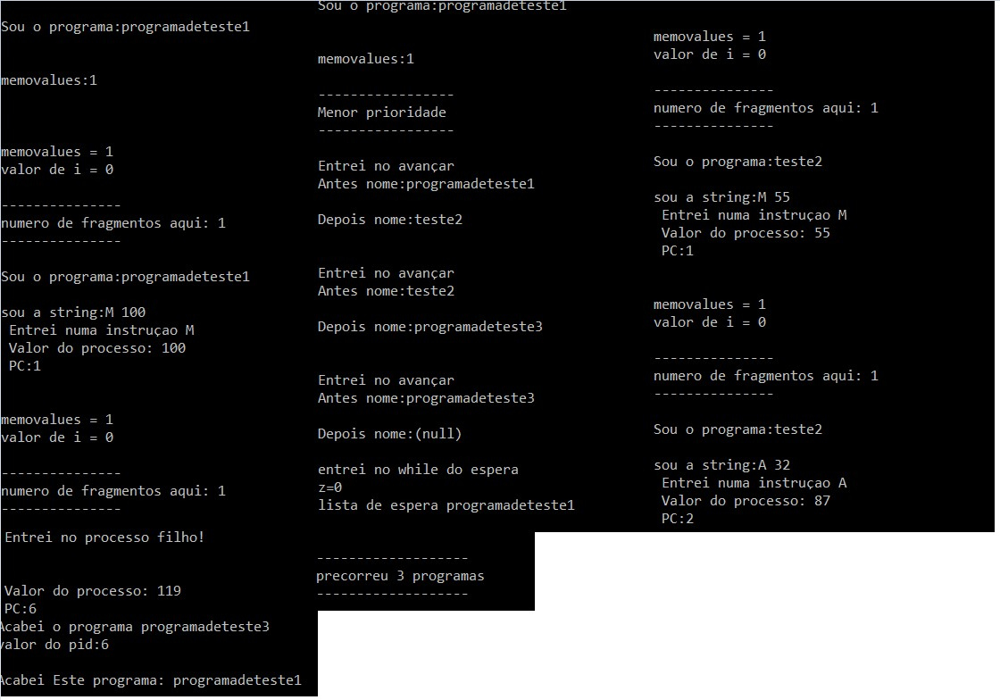 Sou o programa:programadeteste1
memovalues:1
memovalues = 1
valor de i = 0
---------------
numero de fragmentos aqui: 1
---------------
Sou o programa:programadeteste1
sou a string:M 100
Entrei numa instruçao M
Valor do processo: 100
PC:1
memovalues = 1
valor de i = 0
---------------
numero de fragmentos aqui: 1
---------------
Entrei no processo filho!
Valor do processo: 119
PC:6
Acabei o programa programadeteste3
valor do pid:6
Acabei Este programa: programadeteste1
Sou o programa:programadeteste1
memovalues:1
-----------------
Menor prioridade
-----------------
Entrei no avançar
Antes nome:programadeteste1
Depois nome:teste2
Entrei no avançar
Antes nome:teste2
Depois nome:programadeteste3
Entrei no avançar
Antes nome:programadeteste3
Depois nome:(null)
entrei no while do espera
z=0
lista de espera programadeteste1
-------------------
precorreu 3 programas
-------------------
memovalues = 1
valor de i = 0
---------------
numero de fragmentos aqui: 1
---------------
Sou o programa:teste2
sou a string:M 55
Entrei numa instruçao M
Valor do processo: 55
PC:1
memovalues = 1
valor de i = 0
---------------
numero de fragmentos aqui: 1
---------------
Sou o programa:teste2
sou a string:A 32
Entrei numa instruçao A
Valor do processo: 87
PC:2